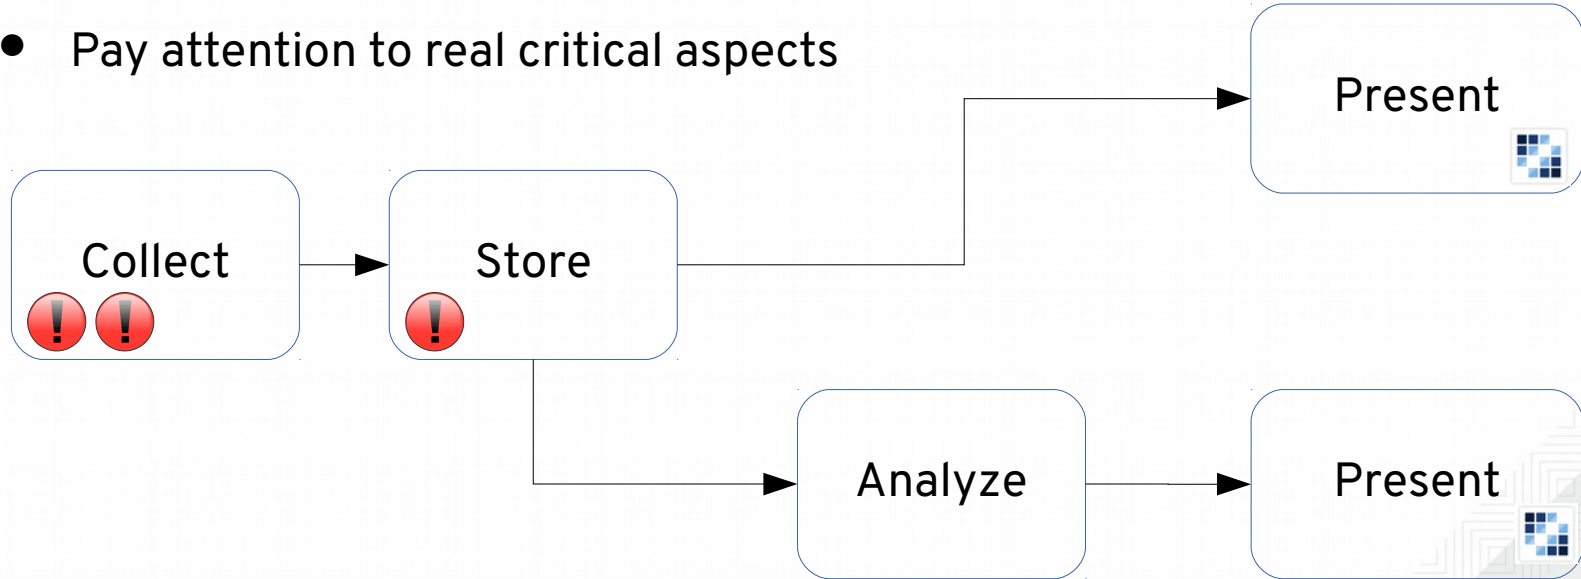 ● Pay attention to real critical aspects
Present
Collect
Store
Analyze
Present